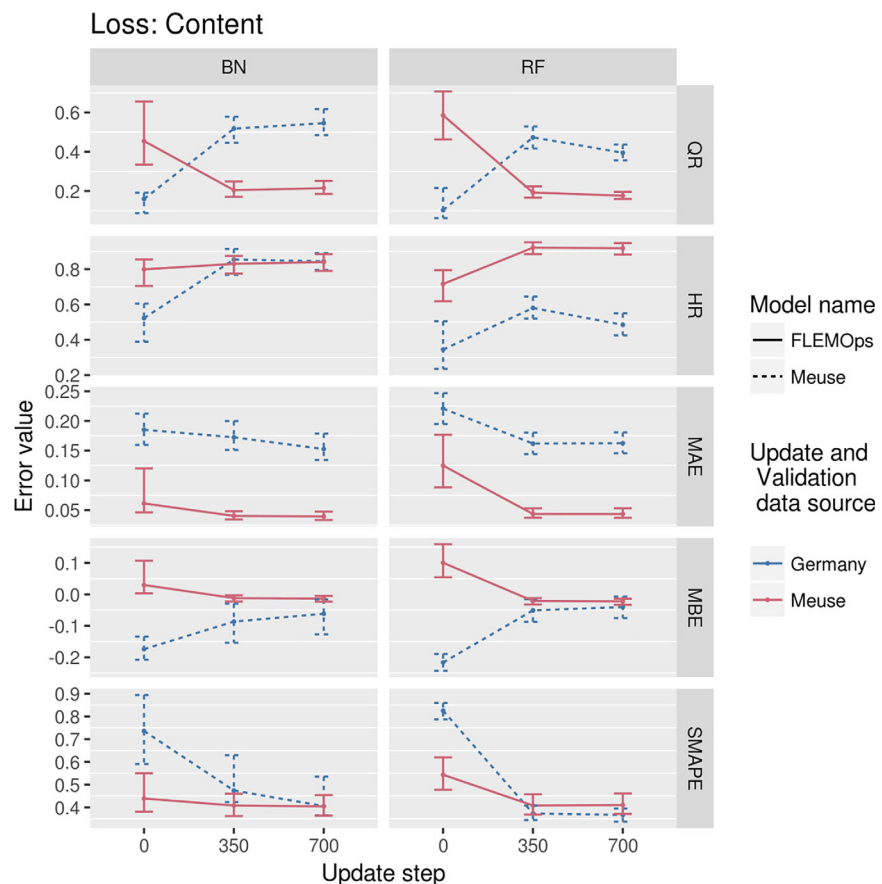 Loss: Content
BN
RF
0.6
0.4
0.2
QR
0.8
0.6
0.4
0.2
HR
0.25
0.20
0.15
0.10
0.05
MAE
0.1
0.0
-0.1
-0.2
MBE
0.9
0.8
0.7
0.6
0.5
0.4
SMAPE
Error value
0
350
700
0
350
700
Update step
Model name
FLEMOps
Meuse
Update and
Validation
data source
Germany
Meuse